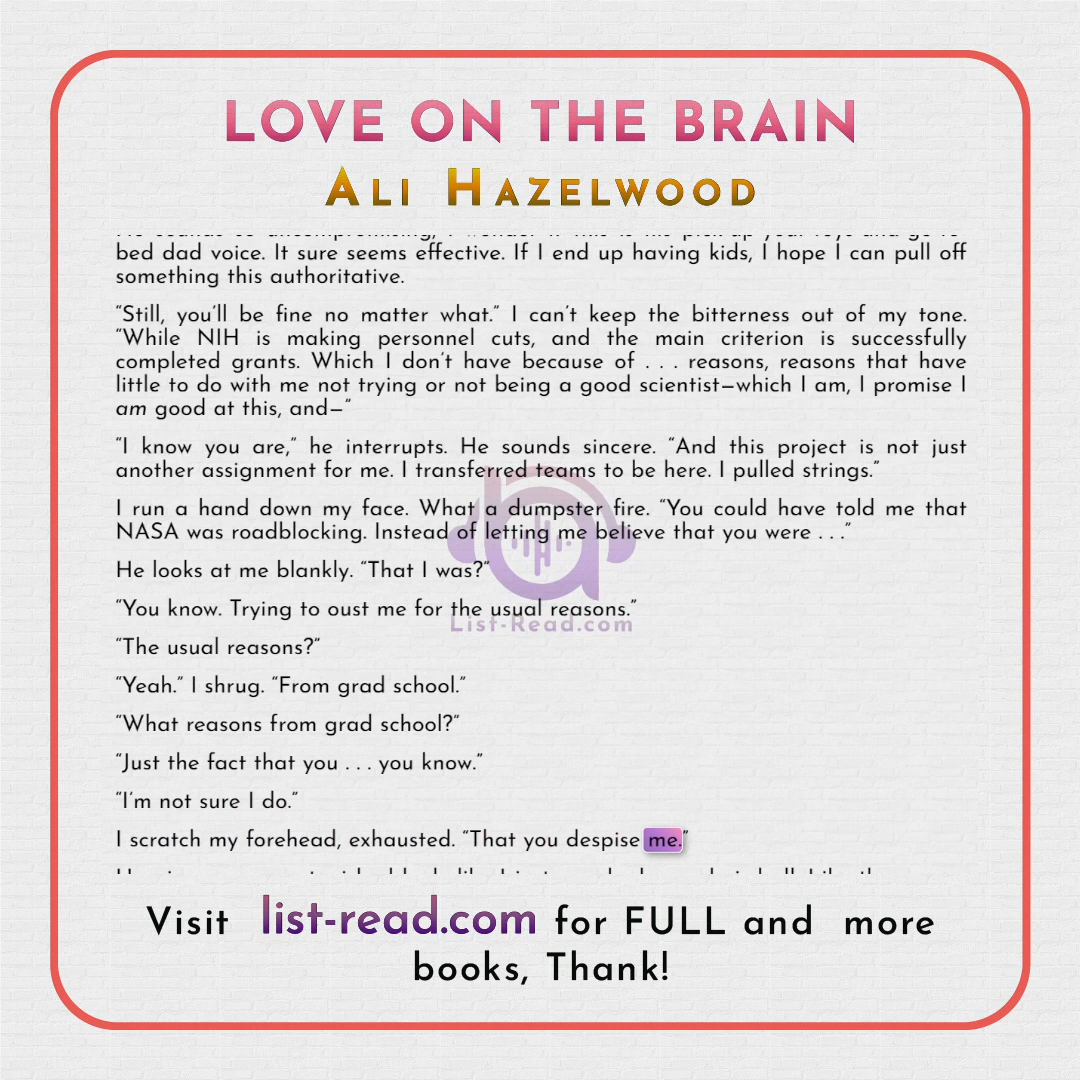 LOVE ON THE BRAIN
ALI HAZELWOOD
bed dad voice. It sure seems effective. If I end up having kids, I hope I can pull off
something this authoritative.
“Still, you’ll be fine no matter what.” I can’t keep the bitterness out of my tone.
“While NIH is making personnel cuts, and the main criterion is successfully
completed grants. Which I don’t have because of . . . reasons, reasons that have
little to do with me not trying or not being a good scientist—which I am, I promise I
am good at this, and—“
“I know you are,” he interrupts. He sounds sincere. “And this project is not just
another assignment for me. I transferred teams to be here. I pulled strings.”
I run a hand down my face. What a dumpster fire. “You could have told me that
NASA was roadblocking. Instead of letting me believe that you were . . .”
He looks at me blankly. “That I was?”
“You know. Trying to oust me for the usual reasons.”
List-Read.com
“The usual reasons?”
“Yeah.” I shrug. “From grad school.”
“What reasons from grad school?”
“Just the fact that you . . . you know.”
“I’m not sure I do.”
I scratch my forehead, exhausted. “That you despise me.”
Visit list-read.com for FULL and more
books, Thank!